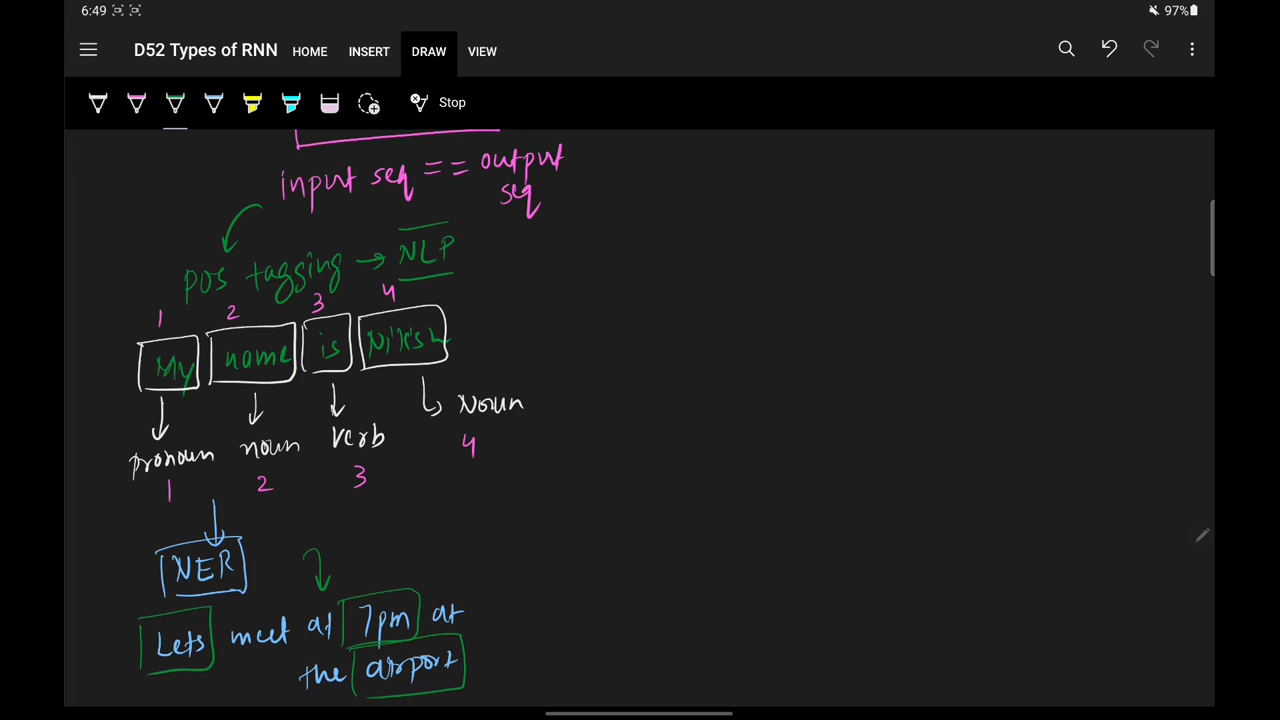 6:49 97%
D52 Types of RNN HOME INSERT DRAW VIEW
Stop
input seq == output
seq
POS tagging → NLP
1 2 3 4
My name is Nitish
pronoun noun verb Noun
1 2 3 4
NER
Lets meet at 7pm at
the airport